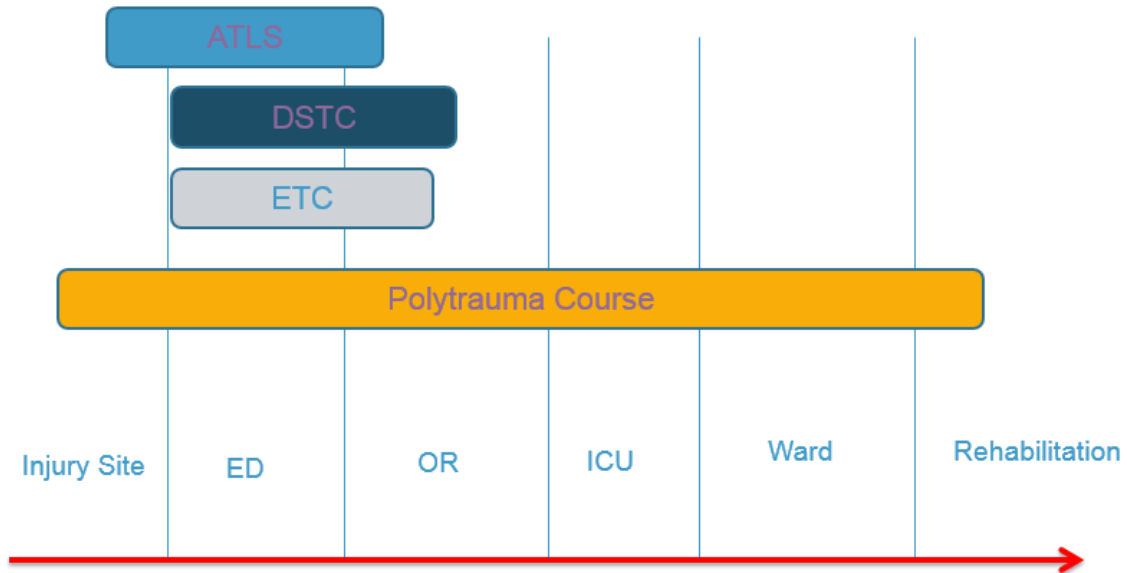 ATLS
DSTC
ETC
Polytrauma Course
Injury Site
ED
OR
ICU
Ward
Rehabilitation